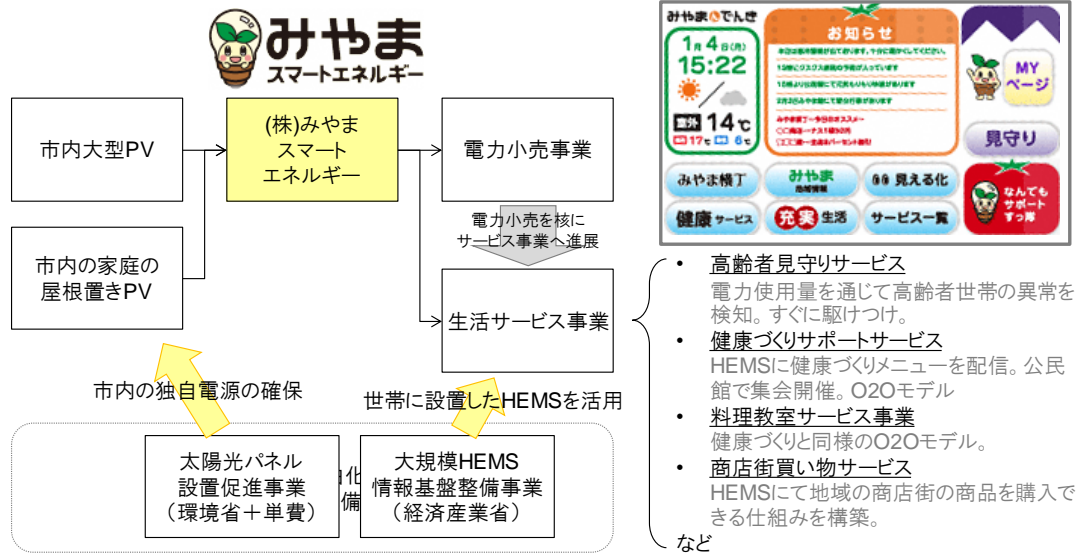 みやま
スマートエネルギー
市内大型PV
(株)みやま
スマート
エネルギー
電力小売事業
電力小売を核に
サービス事業へ進展
市内の家庭の
屋根置きPV
生活サービス事業
市内の独自電源の確保
世帯に設置したHEMSを活用
太陽光パネル
設置促進事業
(環境省+単費)
大規模HEMS
情報基盤整備事業
(経済産業省)
備
みやまんでんき
1月4日(月)
15:22
室外 14℃
17℃ 6℃
お知らせ
MY
ページ
見守り
みやま横丁
みやま
地域情報
見える化
健康サービス
充実生活
サービス一覧
なんでも
サポート
すっ隊
• 高齢者見守りサービス
電力使用量を通じて高齢者世帯の異常を
検知。すぐに駆けつけ。
• 健康づくりサポートサービス
HEMSに健康づくりメニューを配信。公民
館で集会開催。O2Oモデル
• 料理教室サービス事業
健康づくりと同様のO2Oモデル。
• 商店街買い物サービス
HEMSにて地域の商店街の商品を購入で
きる仕組みを構築。
など